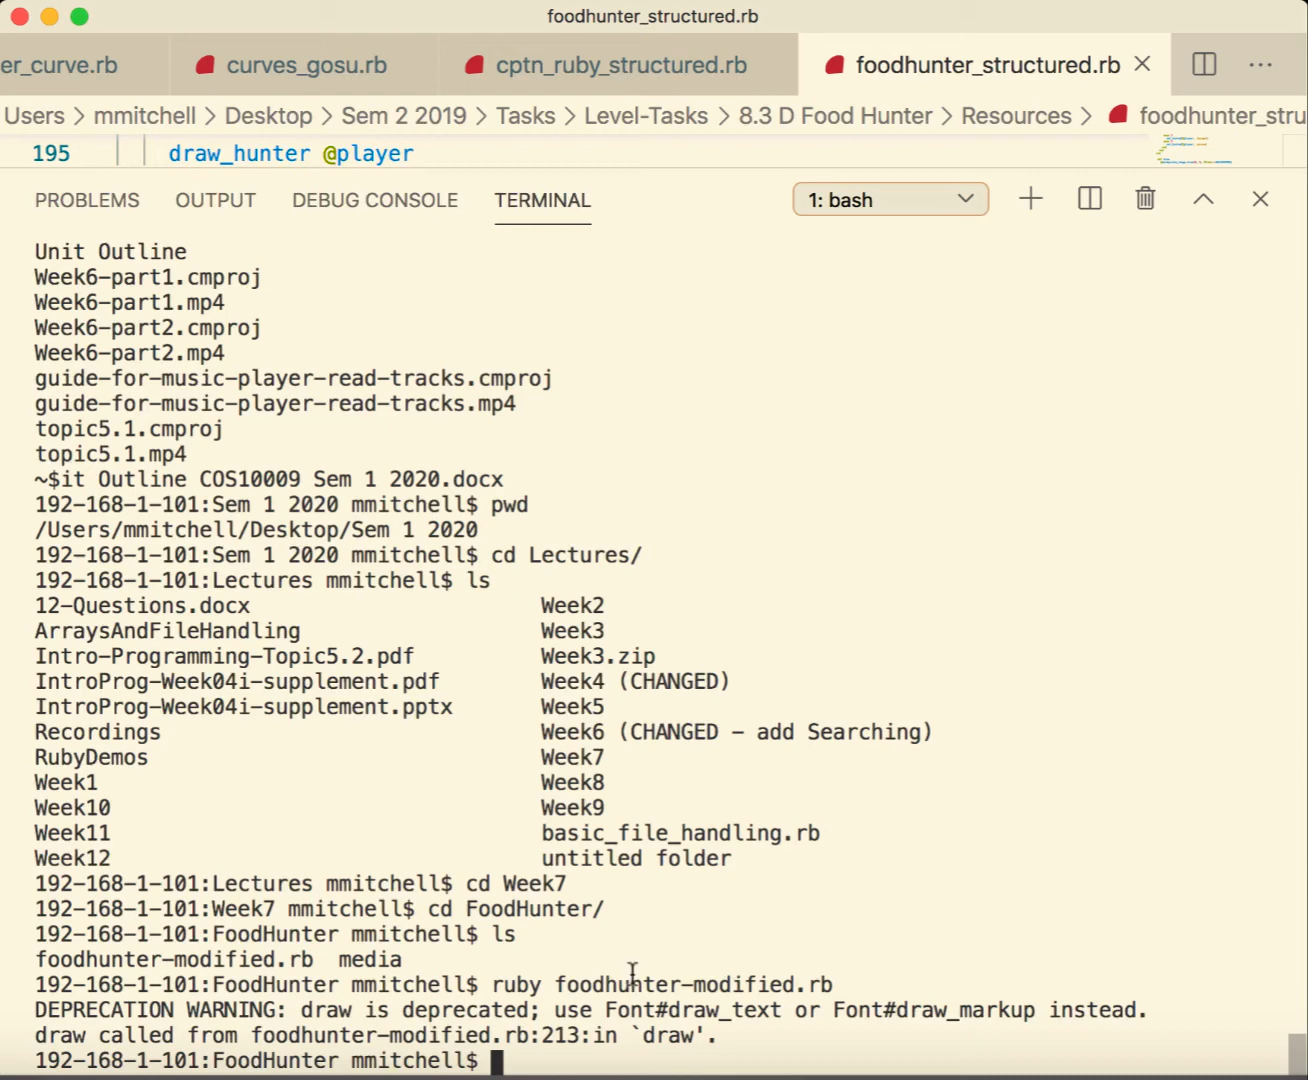 foodhunter_structured.rb
er_curve.rb curves_gosu.rb cptn_ruby_structured.rb foodhunter_structured.rb
Users > mmitchell > Desktop > Sem 2 2019 > Tasks > Level-Tasks > 8.3 D Food Hunter > Resources > foodhunter_stru
195 draw_hunter @player
PROBLEMS OUTPUT DEBUG CONSOLE TERMINAL 1: bash
Unit Outline
Week6-part1.cmproj
Week6-part1.mp4
Week6-part2.cmproj
Week6-part2.mp4
guide-for-music-player-read-tracks.cmproj
guide-for-music-player-read-tracks.mp4
topic5.1.cmproj
topic5.1.mp4
~$it Outline COS10009 Sem 1 2020.docx
192-168-1-101:Sem 1 2020 mmitchell$ pwd
/Users/mmitchell/Desktop/Sem 1 2020
192-168-1-101:Sem 1 2020 mmitchell$ cd Lectures/
192-168-1-101:Lectures mmitchell$ ls
12-Questions.docx Week2
ArraysAndFileHandling Week3
Intro-Programming-Topic5.2.pdf Week3.zip
IntroProg-Week04i-supplement.pdf Week4 (CHANGED)
IntroProg-Week04i-supplement.pptx Week5
Recordings Week6 (CHANGED - add Searching)
RubyDemos Week7
Week1 Week8
Week10 Week9
Week11 basic_file_handling.rb
Week12 untitled folder
192-168-1-101:Lectures mmitchell$ cd Week7
192-168-1-101:Week7 mmitchell$ cd FoodHunter/
192-168-1-101:FoodHunter mmitchell$ ls
foodhunter-modified.rb media
192-168-1-101:FoodHunter mmitchell$ ruby foodhunter-modified.rb
DEPRECATION WARNING: draw is deprecated; use Font#draw_text or Font#draw_markup instead.
draw called from foodhunter-modified.rb:213:in `draw'.
192-168-1-101:FoodHunter mmitchell$